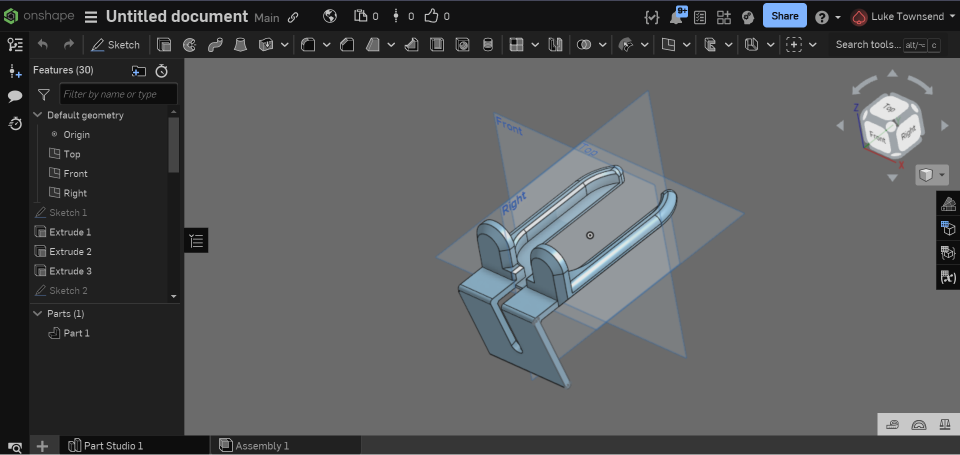 onshape Untitled document Main 0 0 0 9+ Share ? Luke Townsend
Sketch Search tools... alt/⌥ c
Features (30)
Filter by name or type
Default geometry
Origin
Top
Front
Right
Sketch 1
Extrude 1
Extrude 2
Extrude 3
Sketch 2
Parts (1)
Part 1
Front
Top
Right
Z
Top
Front
Right
X
(x)
Part Studio 1
Assembly 1